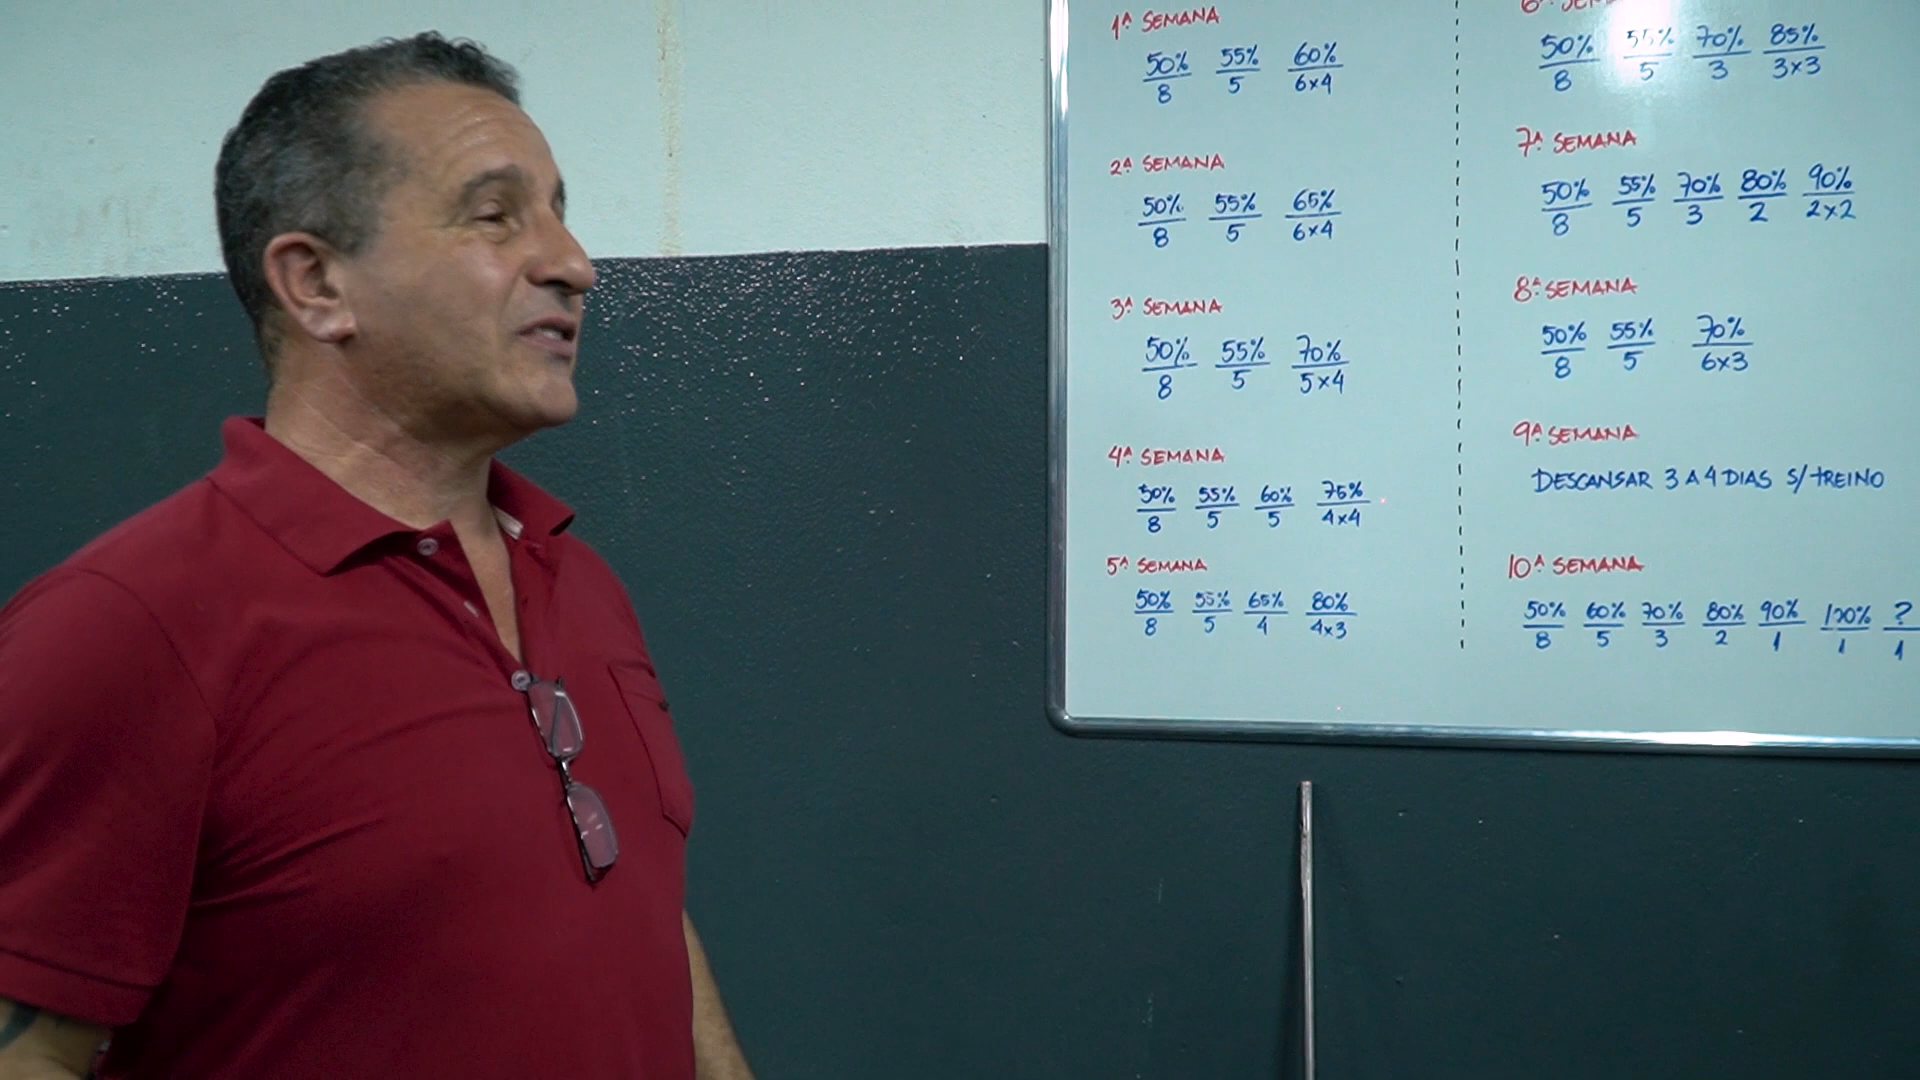 1ª SEMANA
50% 55% 60%
8 5 6x4
2ª SEMANA
50% 55% 65%
8 5 6x4
3ª SEMANA
50% 55% 70%
8 5 5x4
4ª SEMANA
50% 55% 60% 75%
8 5 5 4x4
5ª SEMANA
50% 55% 65% 80%
8 5 4 4x3
6ª SEM
50% 55% 70% 85%
8 5 3 3x3
7ª SEMANA
50% 55% 70% 80% 90%
8 5 3 2 2x2
8ª SEMANA
50% 55% 70%
8 5 6x3
9ª SEMANA
DESCANSAR 3 A 4 DIAS S/ TREINO
10ª SEMANA
50% 60% 70% 80% 90% 100% ?
8 5 3 2 1 1 1